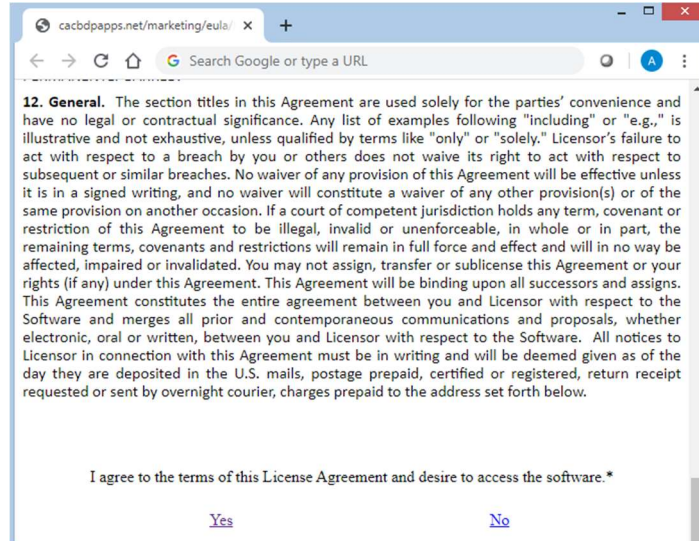 cacbdpapps.net/marketing/eula/
Search Google or type a URL
A
12. General. The section titles in this Agreement are used solely for the parties' convenience and
have no legal or contractual significance. Any list of examples following "including" or "e.g.," is
illustrative and not exhaustive, unless qualified by terms like "only" or "solely." Licensor's failure to
act with respect to a breach by you or others does not waive its right to act with respect to
subsequent or similar breaches. No waiver of any provision of this Agreement will be effective unless
it is in a signed writing, and no waiver will constitute a waiver of any other provision(s) or of the
same provision on another occasion. If a court of competent jurisdiction holds any term, covenant or
restriction of this Agreement to be illegal, invalid or unenforceable, in whole or in part, the
remaining terms, covenants and restrictions will remain in full force and effect and will in no way be
affected, impaired or invalidated. You may not assign, transfer or sublicense this Agreement or your
rights (if any) under this Agreement. This Agreement will be binding upon all successors and assigns.
This Agreement constitutes the entire agreement between you and Licensor with respect to the
Software and merges all prior and contemporaneous communications and proposals, whether
electronic, oral or written, between you and Licensor with respect to the Software. All notices to
Licensor in connection with this Agreement must be in writing and will be deemed given as of the
day they are deposited in the U.S. mails, postage prepaid, certified or registered, return receipt
requested or sent by overnight courier, charges prepaid to the address set forth below.
I agree to the terms of this License Agreement and desire to access the software.*
Yes No